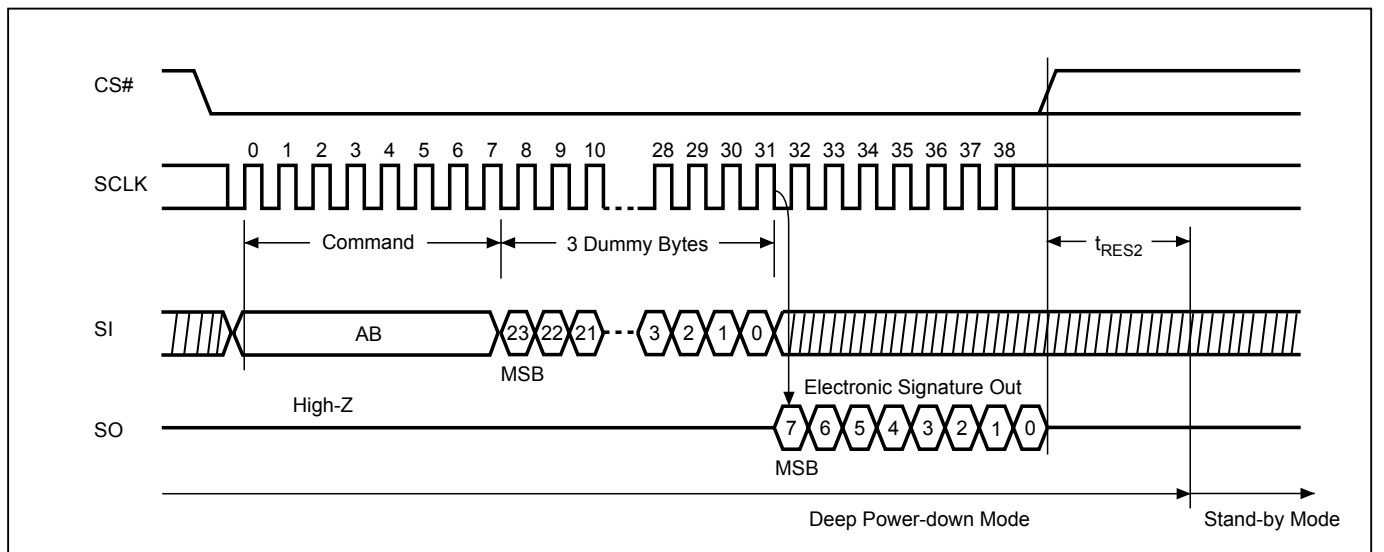 CS#
0 1 2 3 4 5 6 7 8 9 10 28 29 30 31 32 33 34 35 36 37 38
SCLK
Command 3 Dummy Bytes tRES2
SI AB 23 22 21 3 2 1 0
MSB
Electronic Signature Out
High-Z
SO 7 6 5 4 3 2 1 0
MSB
Deep Power-down Mode Stand-by Mode